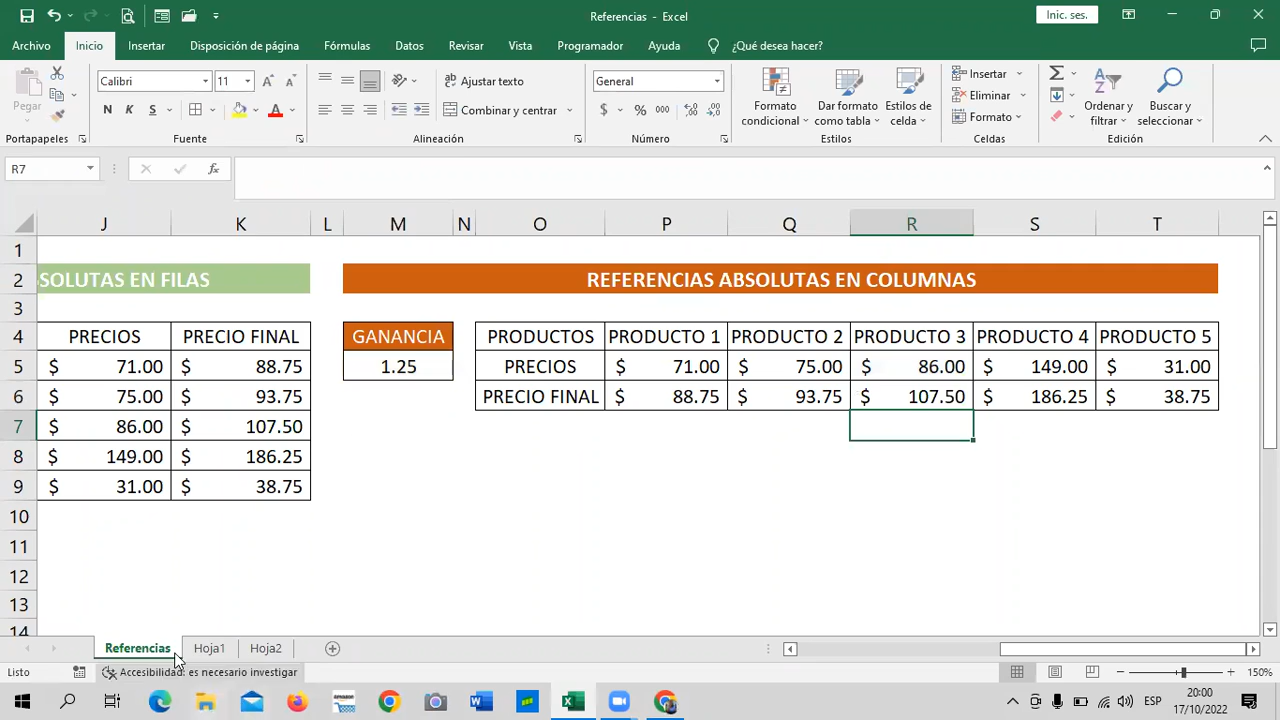 Referencias - Excel
Inic. ses.
Archivo Inicio Insertar Disposición de página Fórmulas Datos Revisar Vista Programador Ayuda ¿Qué desea hacer?
Pegar
Calibri 11
N K S
Ajustar texto
Combinar y centrar
General
$ % 000
Formato condicional
Dar formato como tabla
Estilos de celda
Insertar
Eliminar
Formato
Ordenar y filtrar
Buscar y seleccionar
Portapapeles Fuente Alineación Número Estilos Celdas Edición
R7 fx
J K L M N O P Q R S T
1
2 SOLUTAS EN FILAS REFERENCIAS ABSOLUTAS EN COLUMNAS
3
4 PRECIOS PRECIO FINAL GANANCIA PRODUCTOS PRODUCTO 1 PRODUCTO 2 PRODUCTO 3 PRODUCTO 4 PRODUCTO 5
5 $ 71.00 $ 88.75 1.25 PRECIOS $ 71.00 $ 75.00 $ 86.00 $ 149.00 $ 31.00
6 $ 75.00 $ 93.75 PRECIO FINAL $ 88.75 $ 93.75 $ 107.50 $ 186.25 $ 38.75
7 $ 86.00 $ 107.50
8 $ 149.00 $ 186.25
9 $ 31.00 $ 38.75
10
11
12
13
14
Referencias Hoja1 Hoja2
Listo Accesibilidad: es necesario investigar 150%
ESP 20:00
17/10/2022